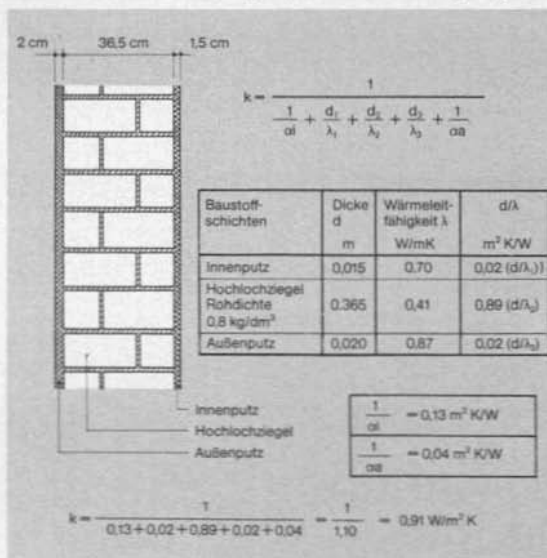 2 cm 36,5 cm 1,5 cm
k = 1 / (1/αi + d₁/λ₁ + d₂/λ₂ + d₃/λ₃ + 1/αa)
Baustoff- Dicke Wärmeleit- d/λ
schichten d fähigkeit λ
m W/mK m² K/W
Innenputz 0,015 0,70 0,02 (d/λ₁)
Hochlochziegel
Rohdichte 0.365 0,41 0,89 (d/λ₂)
0,8 kg/dm³
Außenputz 0,020 0,87 0,02 (d/λ₃)
Innenputz
Hochlochziegel
Außenputz
1/αi = 0,13 m² K/W
1/αa = 0,04 m² K/W
k = 1 / (0,13+0,02+0,89+0,02+0,04) = 1/1,10 = 0,91 W/m² K